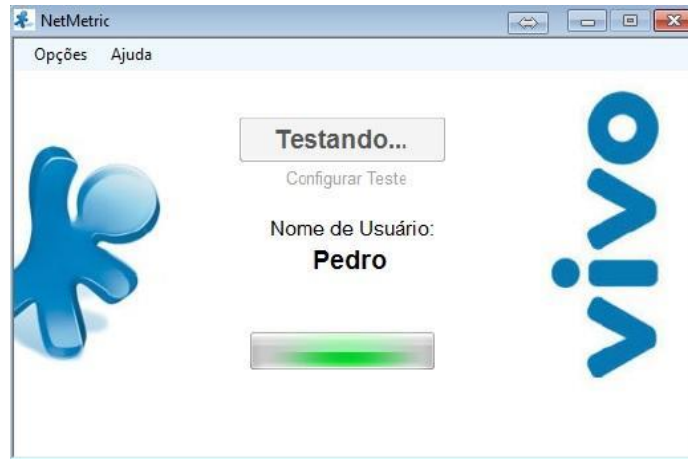 NetMetric
Opções Ajuda
Testando...
Configurar Teste
Nome de Usuário:
Pedro
vivo